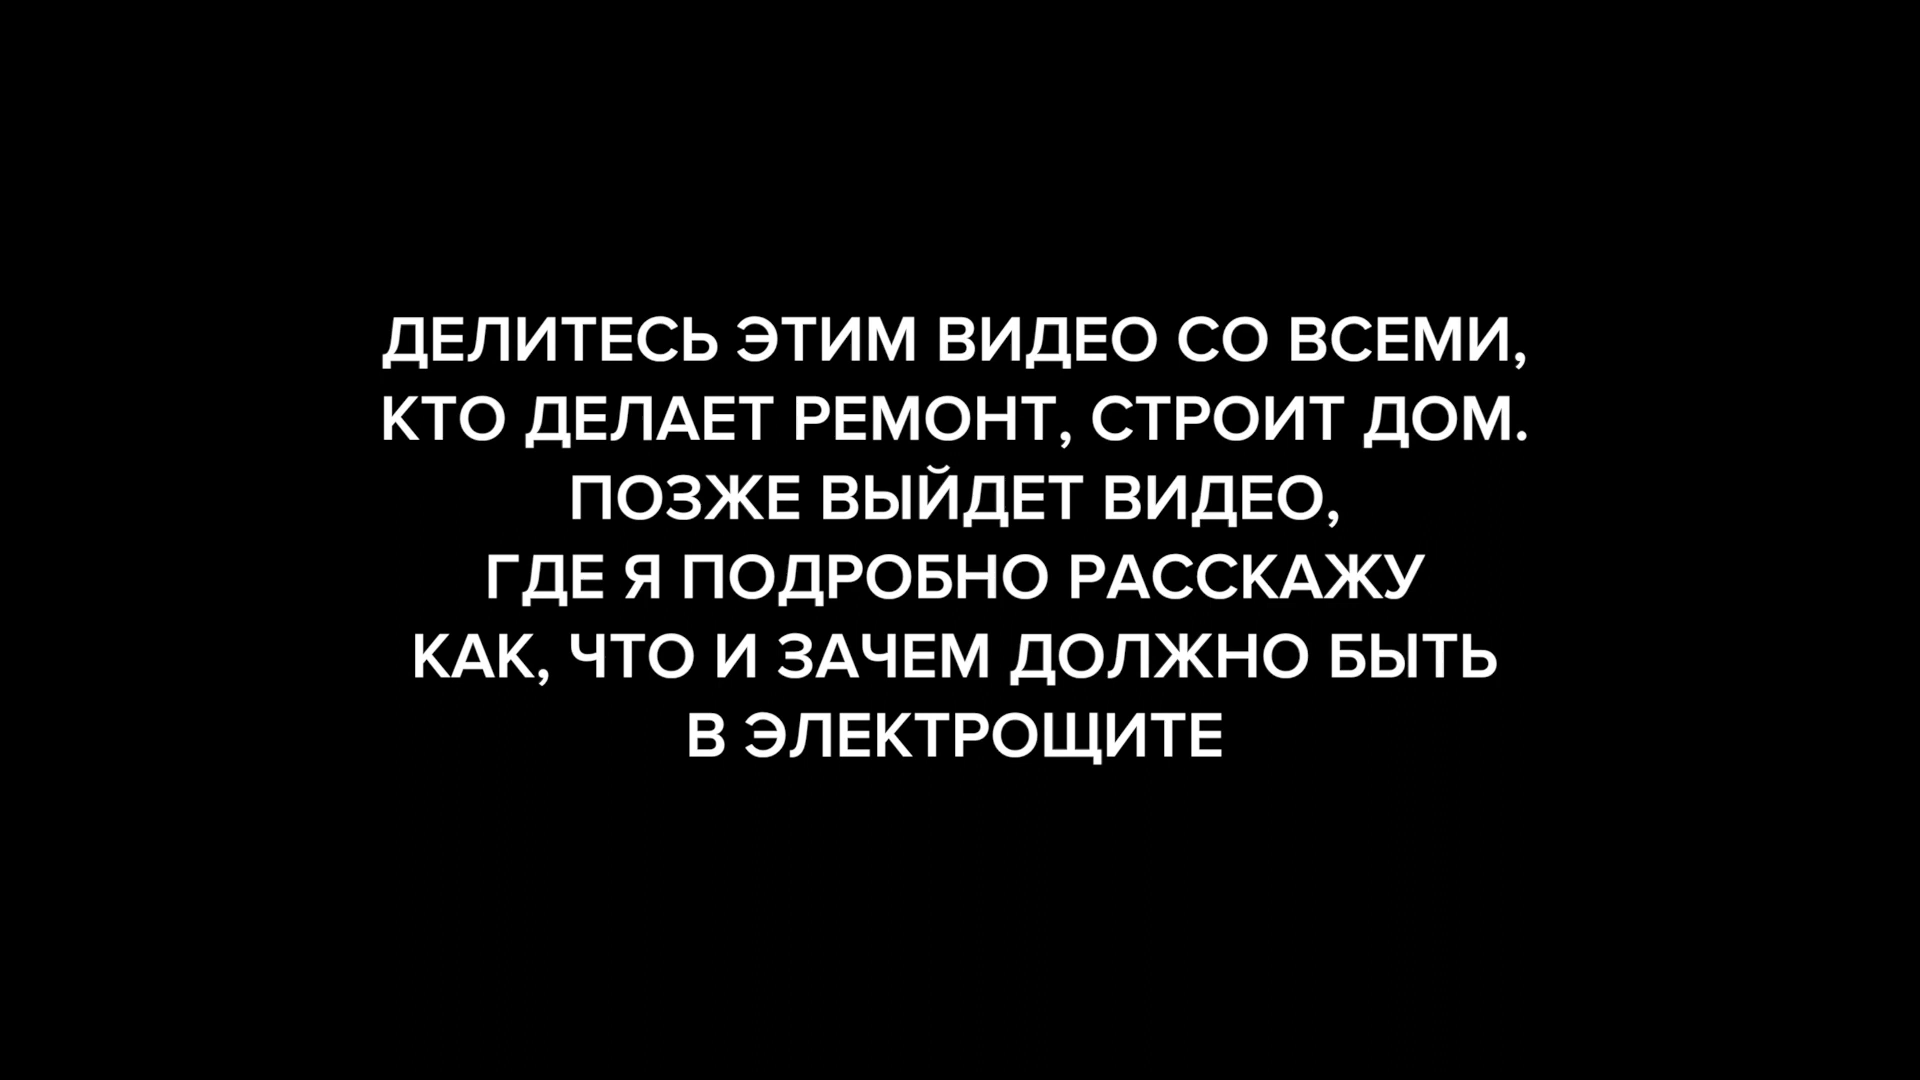 ДЕЛИТЕСЬ ЭТИМ ВИДЕО СО ВСЕМИ,
КТО ДЕЛАЕТ РЕМОНТ, СТРОИТ ДОМ.
ПОЗЖЕ ВЫЙДЕТ ВИДЕО,
ГДЕ Я ПОДРОБНО РАССКАЖУ
КАК, ЧТО И ЗАЧЕМ ДОЛЖНО БЫТЬ
В ЭЛЕКТРОЩИТЕ